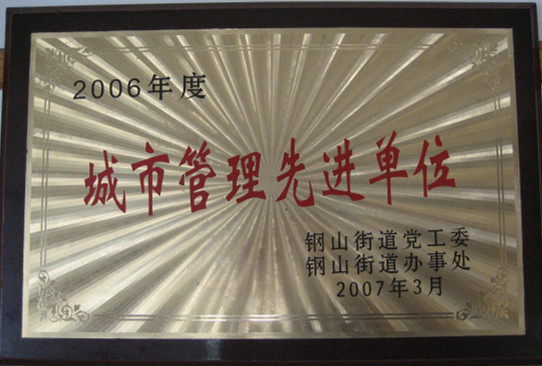 2006年度
城市管理先进单位
钢山街道党工委
钢山街道办事处
2007年3月